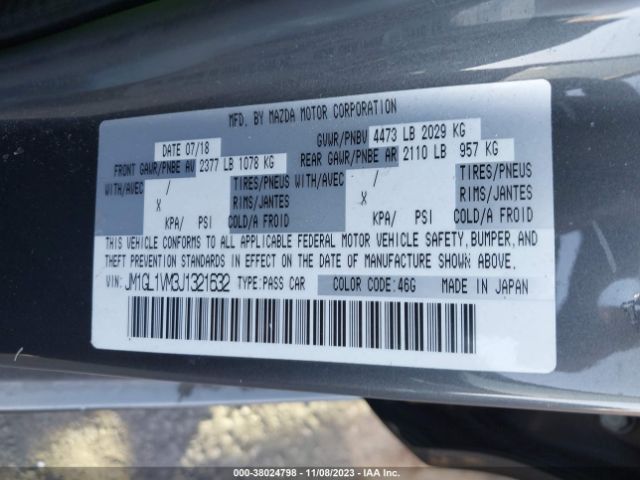 MFD. BY MAZDA MOTOR CORPORATION
DATE 07/18 GVWR/PNBV 4473 LB 2029 KG
FRONT GAWR/PNBE AV 2377 LB 1078 KG REAR GAWR/PNBE AR 2110 LB 957 KG
WITH/AVEC / TIRES/PNEUS WITH/AVEC / TIRES/PNEUS
X RIMS/JANTES X RIMS/JANTES
KPA/ PSI COLD/A FROID KPA/ PSI COLD/A FROID
THIS VEHICLE CONFORMS TO ALL APPLICABLE FEDERAL MOTOR VEHICLE SAFETY, BUMPER, AND
THEFT PREVENTION STANDARDS IN EFFECT ON THE DATE OF MANUFACTURE SHOWN ABOVE.
VIN: JM1GL1VM3J1321632 TYPE: PASS CAR COLOR CODE: 46G MADE IN JAPAN
000-38024798 - 11/08/2023 - IAA Inc.